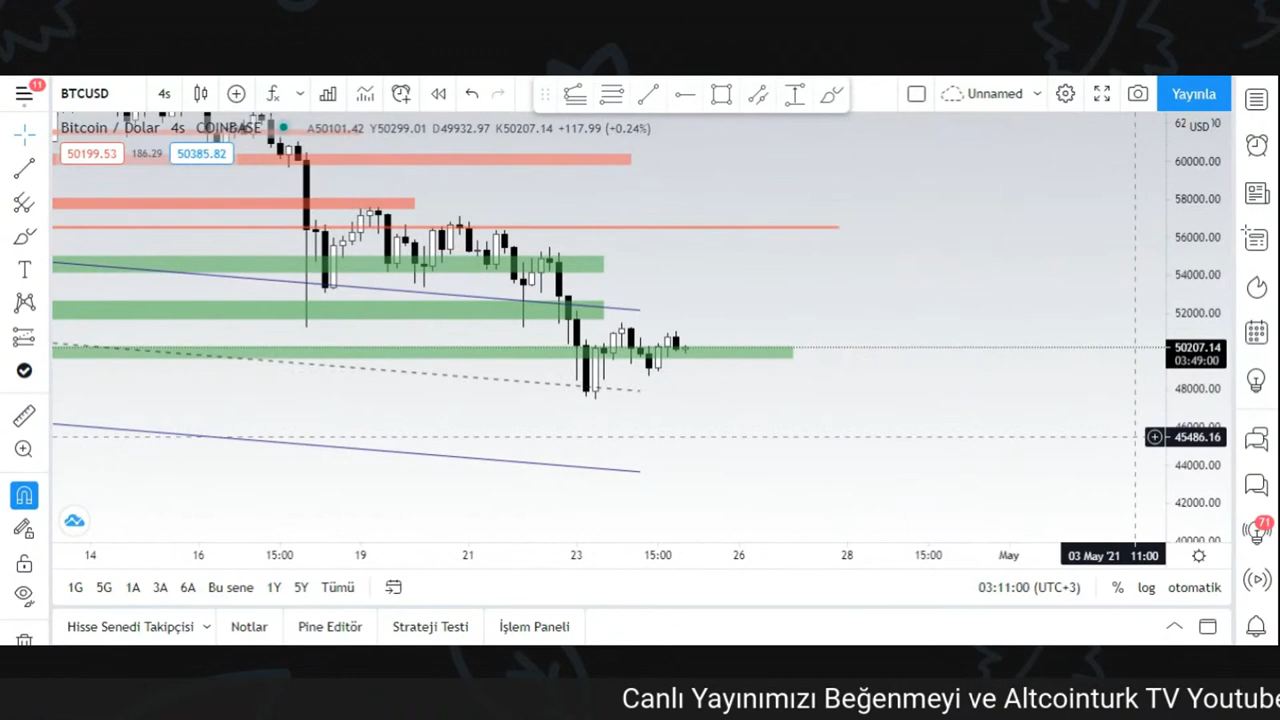 11
BTCUSD
4s
Unnamed
Yayınla
Bitcoin / Dolar 4s COINBASE A50101.42 Y50299.01 D49932.97 K50207.14 +117.99 (+0.24%)
50199.53 186.29 50385.82
USD
60000.00
58000.00
56000.00
54000.00
52000.00
50207.14
03:49:00
48000.00
45486.16
44000.00
42000.00
40000.00
71
14 16 15:00 19 21 23 15:00 26 28 15:00 May 03 May '21 11:00
1G 5G 1A 3A 6A Bu sene 1Y 5Y Tümü 03:11:00 (UTC+3) % log otomatik
Hisse Senedi Takipçisi Notlar Pine Editör Strateji Testi İşlem Paneli
Canlı Yayınımızı Beğenmeyi ve Altcointurk TV Youtube